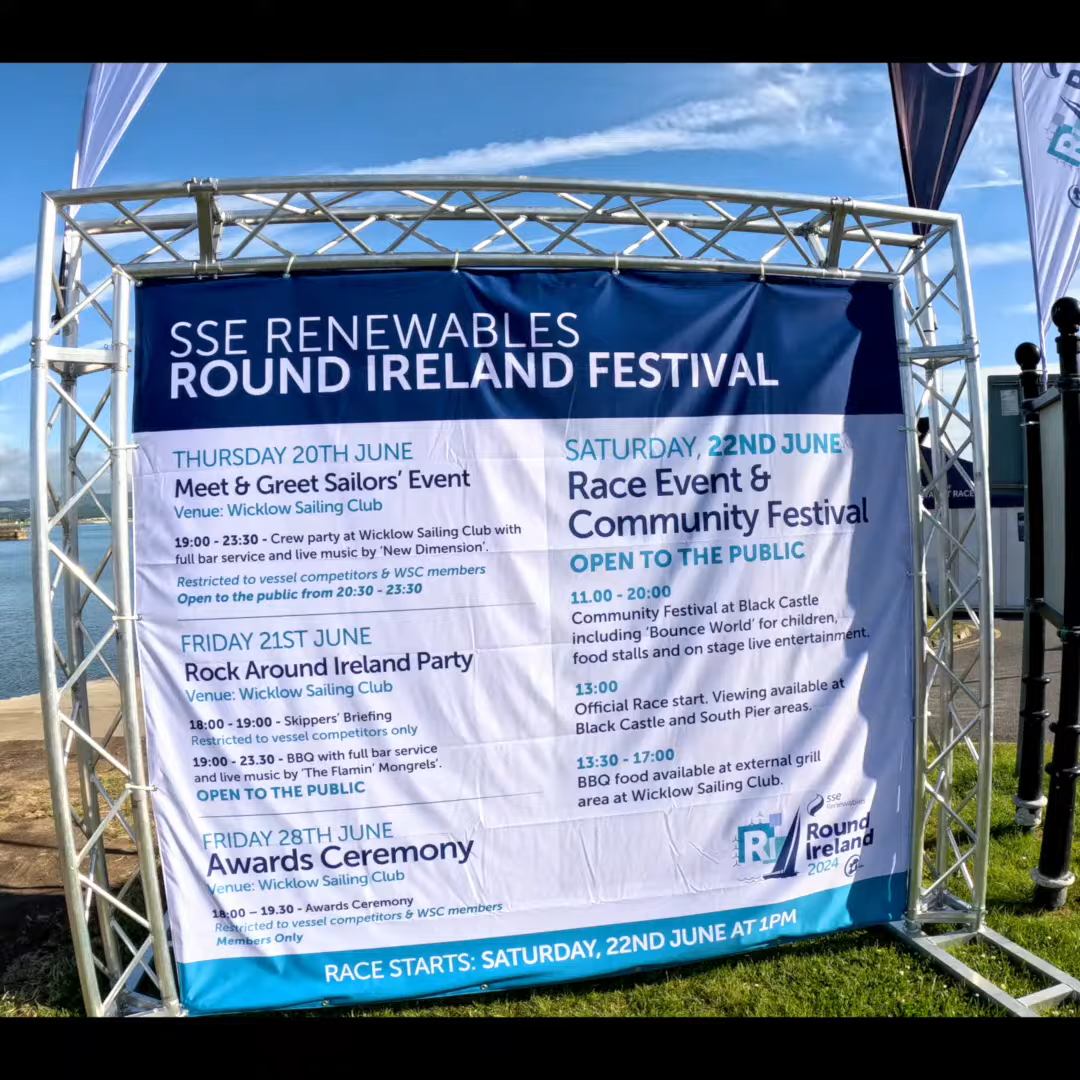 SSE RENEWABLES
ROUND IRELAND FESTIVAL
THURSDAY 20TH JUNE
Meet & Greet Sailors' Event
Venue: Wicklow Sailing Club
19:00 - 23:30 - Crew party at Wicklow Sailing Club with
full bar service and live music by 'New Dimension'.
Restricted to vessel competitors & WSC members
Open to the public from 20:30 - 23:30
FRIDAY 21ST JUNE
Rock Around Ireland Party
Venue: Wicklow Sailing Club
18:00 - 19:00 - Skippers' Briefing
Restricted to vessel competitors only
19:00 - 23.30 - BBQ with full bar service
and live music by 'The Flamin' Mongrels'.
OPEN TO THE PUBLIC
FRIDAY 28TH JUNE
Awards Ceremony
Venue: Wicklow Sailing Club
18:00 – 19.30 - Awards Ceremony
Restricted to vessel competitors & WSC members
Members Only
SATURDAY, 22ND JUNE
Race Event &
Community Festival
OPEN TO THE PUBLIC
11.00 - 20:00
Community Festival at Black Castle
including 'Bounce World' for children,
food stalls and on stage live entertainment.
13:00
Official Race start. Viewing available at
Black Castle and South Pier areas.
13:30 - 17:00
BBQ food available at external grill
area at Wicklow Sailing Club.
sse
Renewables
RI
Round
Ireland
2024
RACE STARTS: SATURDAY, 22ND JUNE AT 1PM
RACE